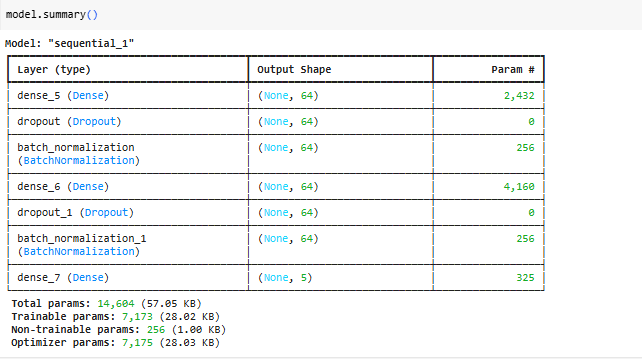 model.summary()
Model: "sequential_1"
Layer (type) Output Shape Param #
dense_5 (Dense) (None, 64) 2,432
dropout (Dropout) (None, 64) 0
batch_normalization (None, 64) 256
(BatchNormalization)
dense_6 (Dense) (None, 64) 4,160
dropout_1 (Dropout) (None, 64) 0
batch_normalization_1 (None, 64) 256
(BatchNormalization)
dense_7 (Dense) (None, 5) 325
Total params: 14,604 (57.05 KB)
Trainable params: 7,173 (28.02 KB)
Non-trainable params: 256 (1.00 KB)
Optimizer params: 7,175 (28.03 KB)